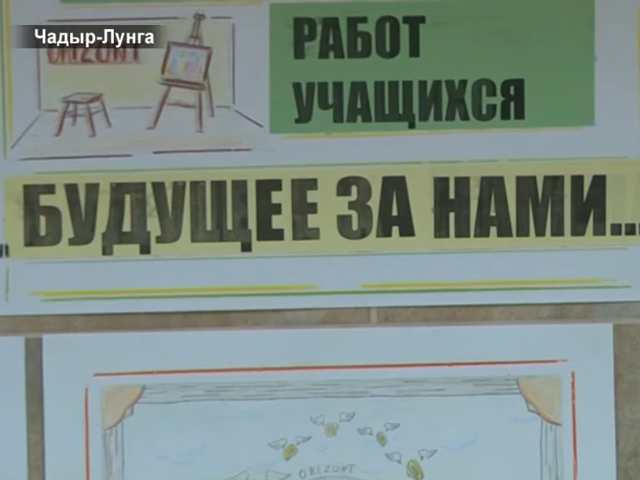 Чадыр-Лунга
ORIZONT
РАБОТ
УЧАЩИХСЯ
БУДУЩЕЕ ЗА НАМИ...
ORIZONT